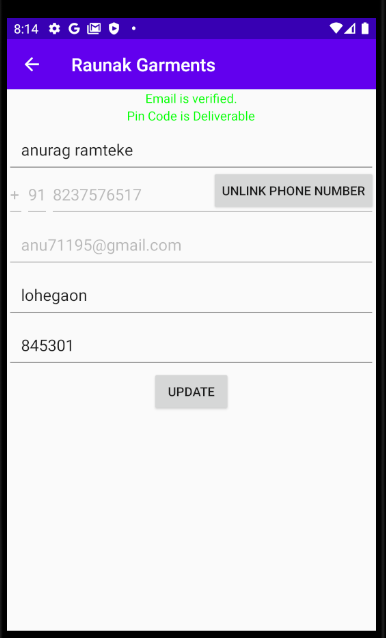 8:14
Raunak Garments
Email is verified.
Pin Code is Deliverable
anurag ramteke
+ 91 8237576517 UNLINK PHONE NUMBER
anu71195@gmail.com
lohegaon
845301
UPDATE